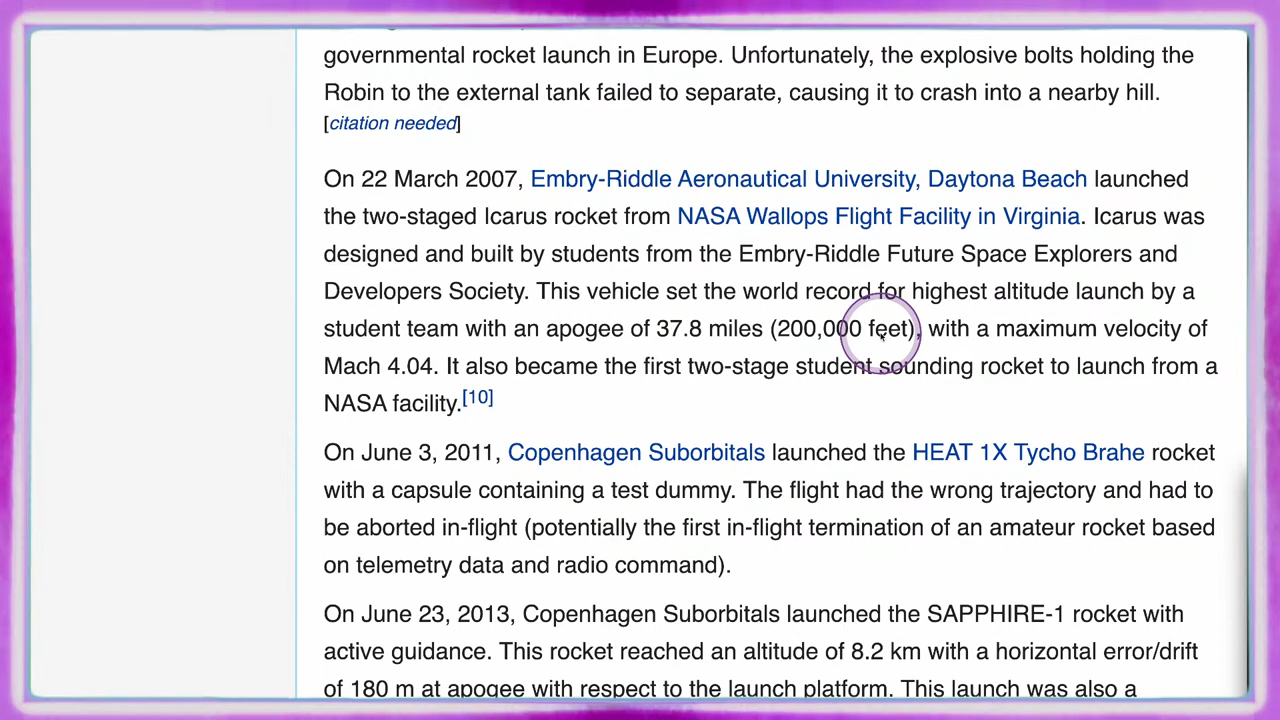 governmental rocket launch in Europe. Unfortunately, the explosive bolts holding the
Robin to the external tank failed to separate, causing it to crash into a nearby hill.
[citation needed]
On 22 March 2007, Embry-Riddle Aeronautical University, Daytona Beach launched
the two-staged Icarus rocket from NASA Wallops Flight Facility in Virginia. Icarus was
designed and built by students from the Embry-Riddle Future Space Explorers and
Developers Society. This vehicle set the world record for highest altitude launch by a
student team with an apogee of 37.8 miles (200,000 feet), with a maximum velocity of
Mach 4.04. It also became the first two-stage student sounding rocket to launch from a
NASA facility.[10]
On June 3, 2011, Copenhagen Suborbitals launched the HEAT 1X Tycho Brahe rocket
with a capsule containing a test dummy. The flight had the wrong trajectory and had to
be aborted in-flight (potentially the first in-flight termination of an amateur rocket based
on telemetry data and radio command).
On June 23, 2013, Copenhagen Suborbitals launched the SAPPHIRE-1 rocket with
active guidance. This rocket reached an altitude of 8.2 km with a horizontal error/drift
of 180 m at apogee with respect to the launch platform. This launch was also a